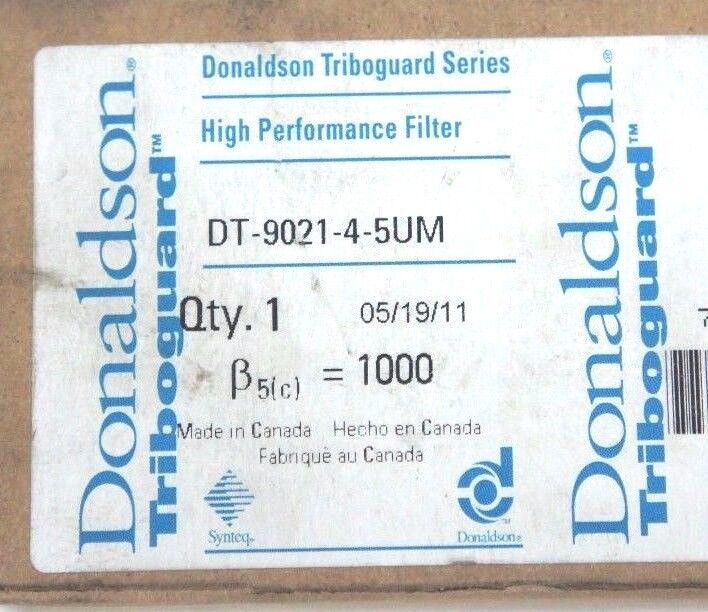 Donaldson®
Triboguard™
Donaldson Triboguard Series
High Performance Filter
DT-9021-4-5UM
Qty. 1 05/19/11
β5(c) = 1000
Made in Canada Hecho en Canada
Fabriqué au Canada
Synteq®
Donaldson®
Donaldson®
Triboguard™
7